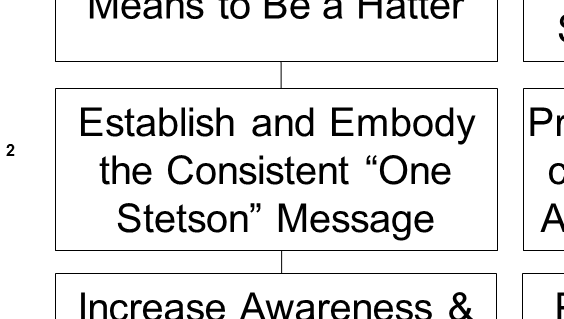 Means to Be a Hatter
2
Establish and Embody
the Consistent “One
Stetson” Message
Increase Awareness &